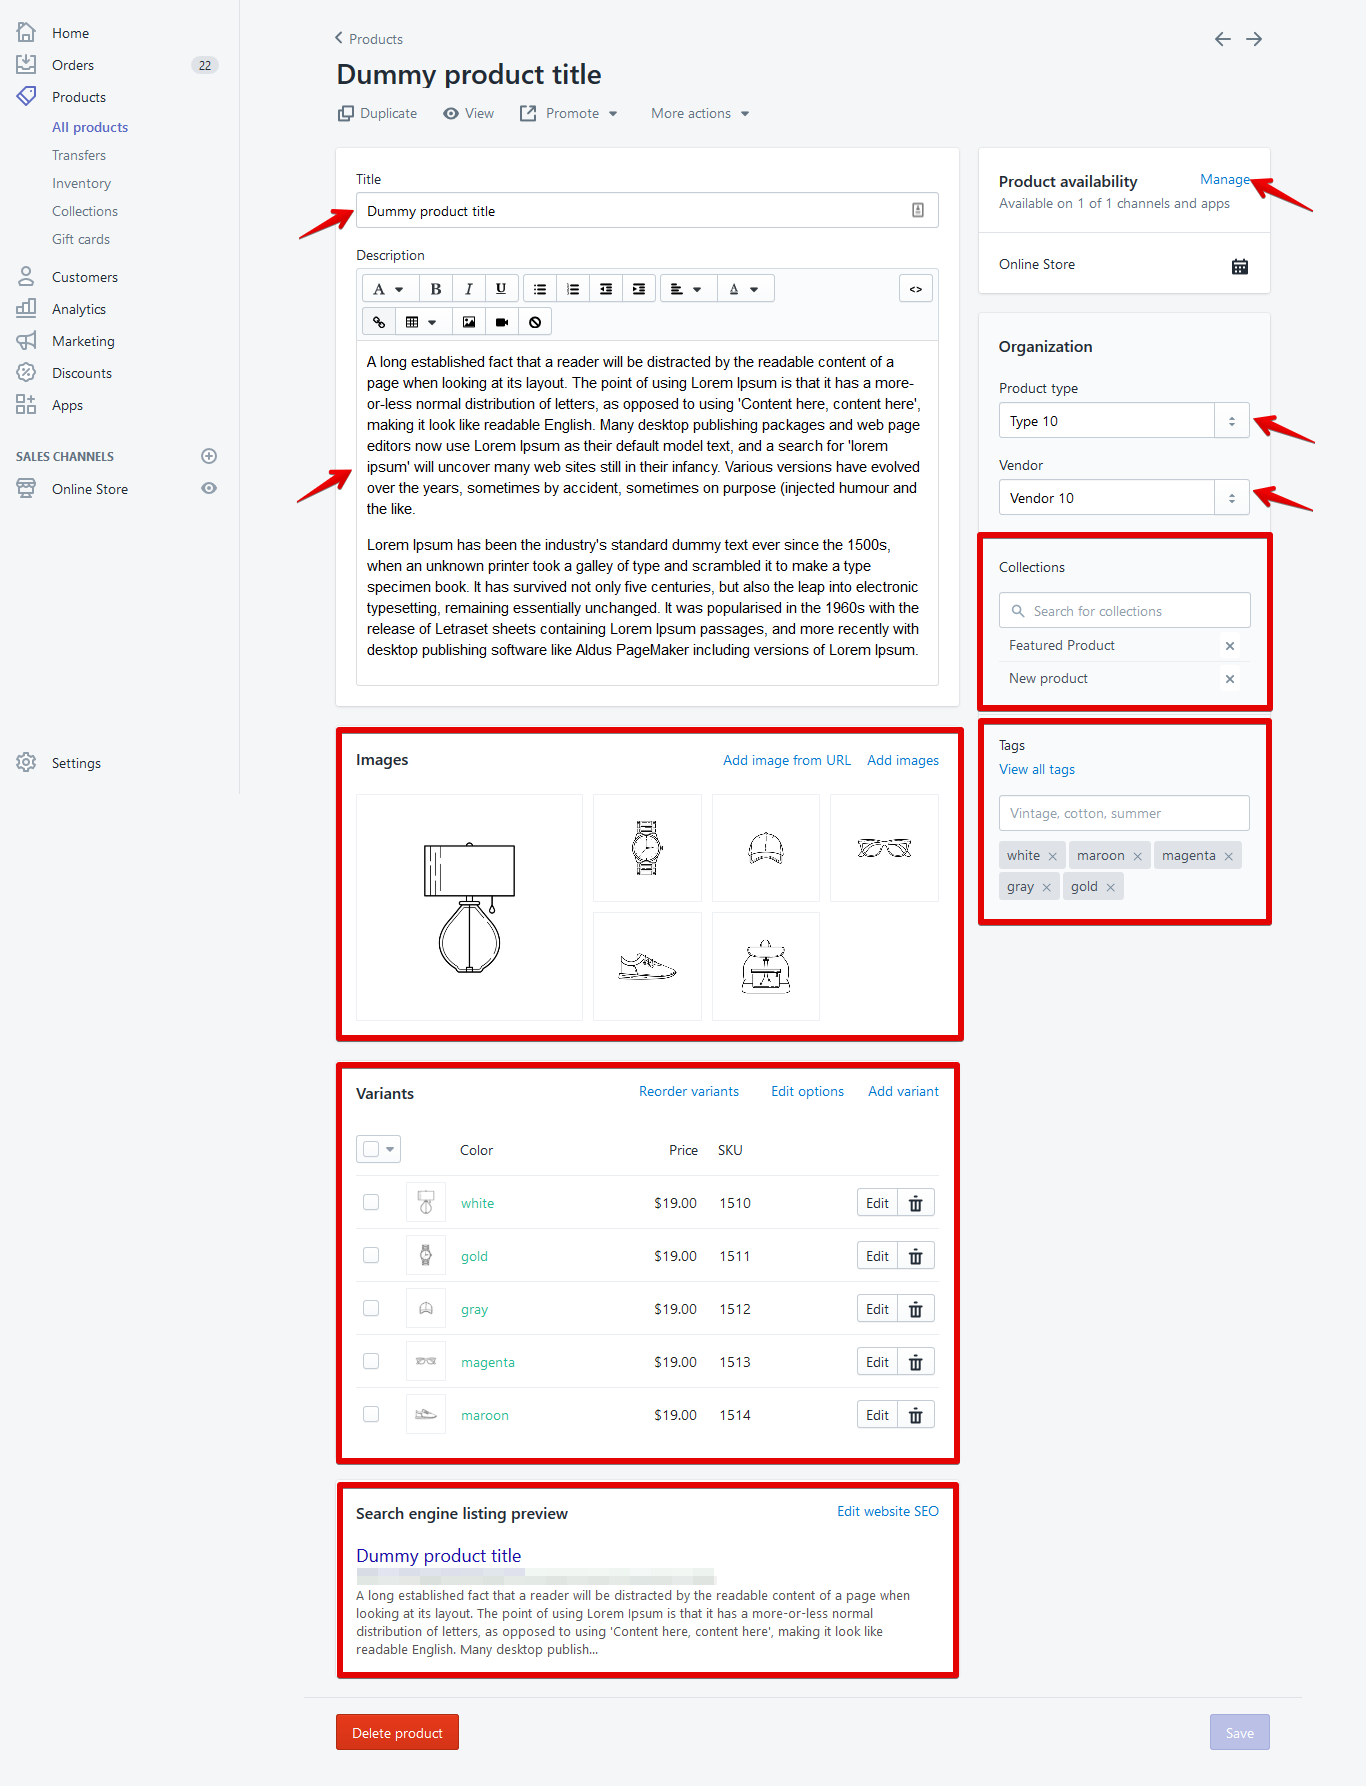 Home
Orders 22
Products
All products
Transfers
Inventory
Collections
Gift cards
Customers
Analytics
Marketing
Discounts
Apps
SALES CHANNELS
Online Store
Settings
Products
Dummy product title
Duplicate View Promote More actions
Title
Dummy product title
Description
A B I U A <>
A long established fact that a reader will be distracted by the readable content of a
page when looking at its layout. The point of using Lorem Ipsum is that it has a more-
or-less normal distribution of letters, as opposed to using 'Content here, content here',
making it look like readable English. Many desktop publishing packages and web page
editors now use Lorem Ipsum as their default model text, and a search for 'lorem
ipsum' will uncover many web sites still in their infancy. Various versions have evolved
over the years, sometimes by accident, sometimes on purpose (injected humour and
the like.
Lorem Ipsum has been the industry's standard dummy text ever since the 1500s,
when an unknown printer took a galley of type and scrambled it to make a type
specimen book. It has survived not only five centuries, but also the leap into electronic
typesetting, remaining essentially unchanged. It was popularised in the 1960s with the
release of Letraset sheets containing Lorem Ipsum passages, and more recently with
desktop publishing software like Aldus PageMaker including versions of Lorem Ipsum.
Images Add image from URL Add images
Variants Reorder variants Edit options Add variant
Color Price SKU
white $19.00 1510 Edit
gold $19.00 1511 Edit
gray $19.00 1512 Edit
magenta $19.00 1513 Edit
maroon $19.00 1514 Edit
Search engine listing preview Edit website SEO
Dummy product title
A long established fact that a reader will be distracted by the readable content of a page when
looking at its layout. The point of using Lorem Ipsum is that it has a more-or-less normal
distribution of letters, as opposed to using 'Content here, content here', making it look like
readable English. Many desktop publish...
Product availability Manage
Available on 1 of 1 channels and apps
Online Store
Organization
Product type
Type 10
Vendor
Vendor 10
Collections
Search for collections
Featured Product
New product
Tags
View all tags
Vintage, cotton, summer
white maroon magenta
gray gold
Delete product Save